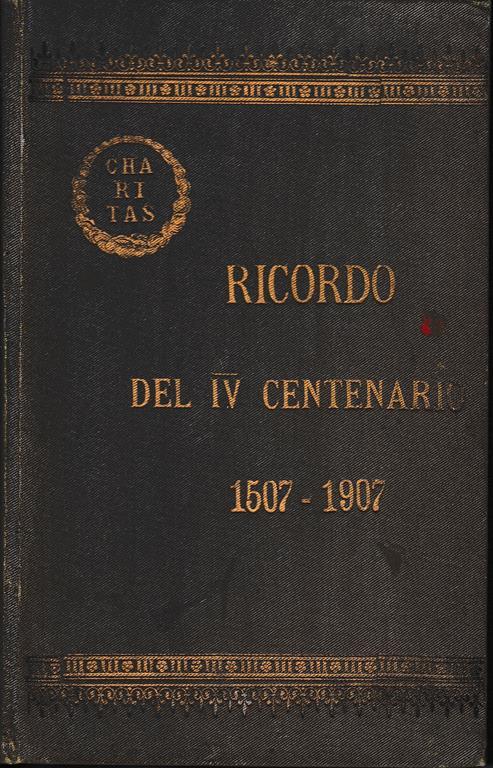 CHA
RI
TAS
RICORDO
DEL IV CENTENARIO
1507 - 1907